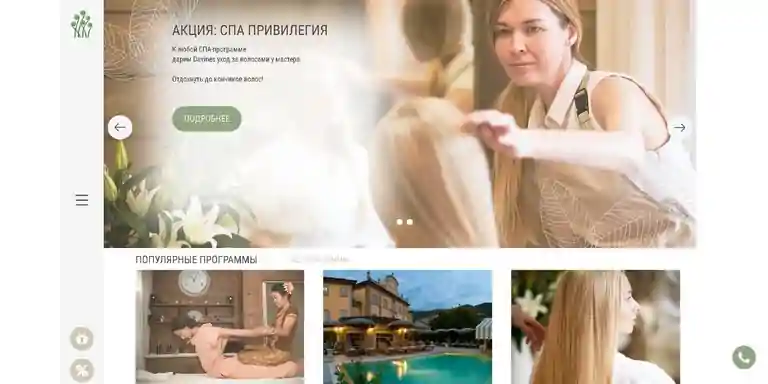 АКЦИЯ: СПА ПРИВИЛЕГИЯ
К любой СПА-программе
дарим Davines уход за волосами у мастера.
Отдохнуть до кончиков волос!
ПОДРОБНЕЕ
ПОПУЛЯРНЫЕ ПРОГРАММЫ